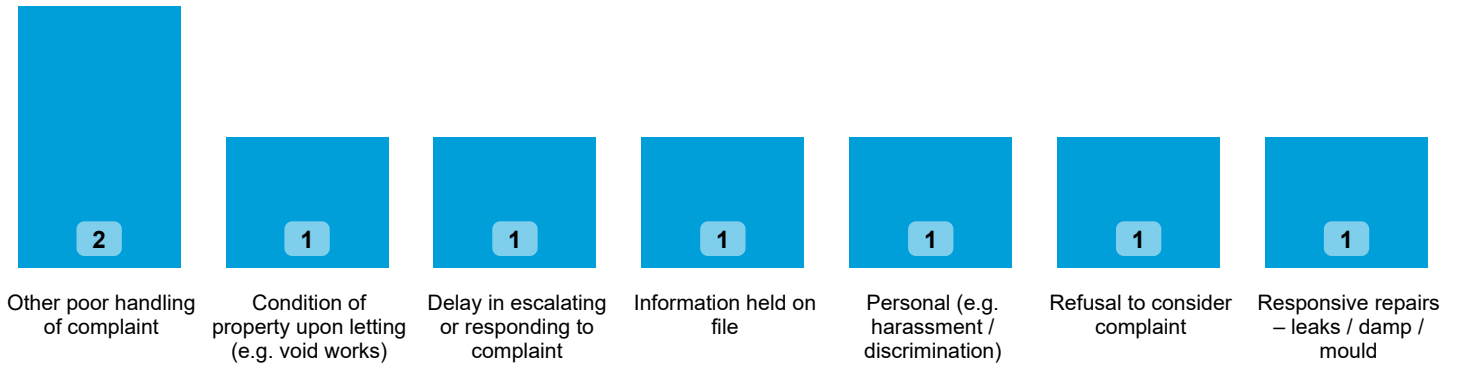 2
1
1
1
1
1
1
Other poor handling
of complaint
Condition of
property upon letting
(e.g. void works)
Delay in escalating
or responding to
complaint
Information held on
file
Personal (e.g.
harassment /
discrimination)
Refusal to consider
complaint
Responsive repairs
– leaks / damp /
mould